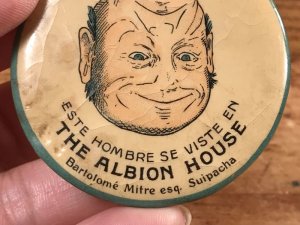 ESTE HOMBRE SE VISTE EN
THE ALBION HOUSE
Bartolomé Mitre esq. Suipacha